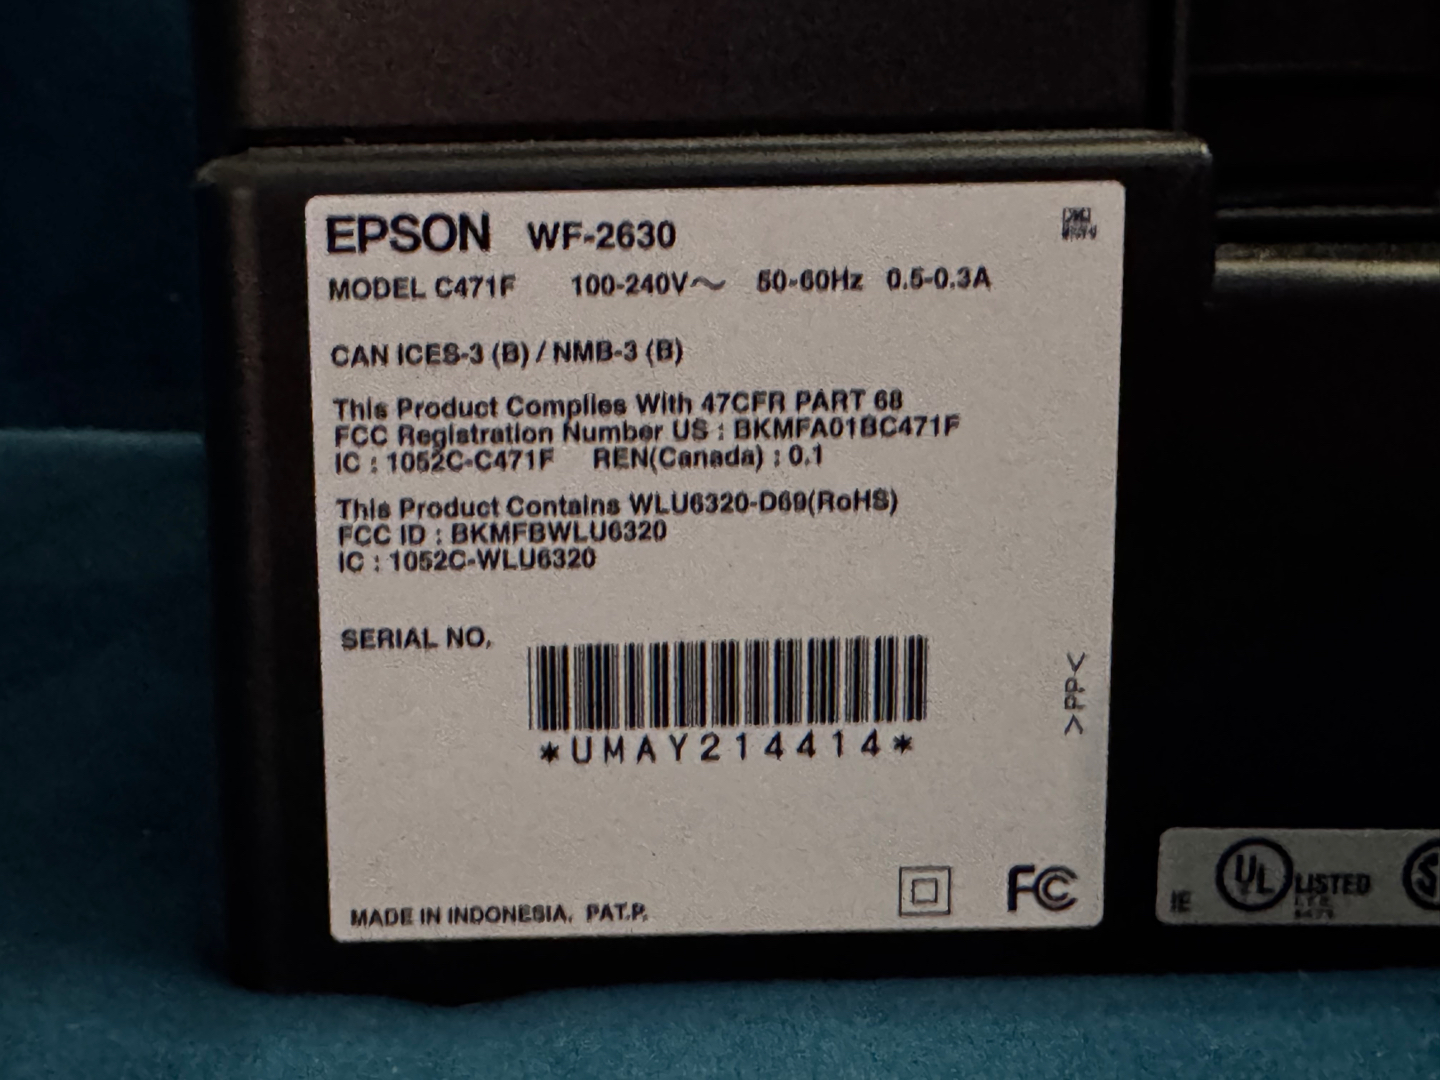 EPSON WF-2630
MODEL C471F 100-240V~ 50-60Hz 0.5-0.3A
CAN ICES-3 (B) / NMB-3 (B)
This Product Complies With 47CFR PART 68
FCC Registration Number US : BKMFA01BC471F
IC : 1052C-C471F REN(Canada) : 0.1
This Product Contains WLU6320-D69(RoHS)
FCC ID : BKMFBWLU6320
IC : 1052C-WLU6320
SERIAL NO.
*UMAY214414*
>PP<
MADE IN INDONESIA. PAT.P.
FC
IE
UL LISTED
I.T.E.